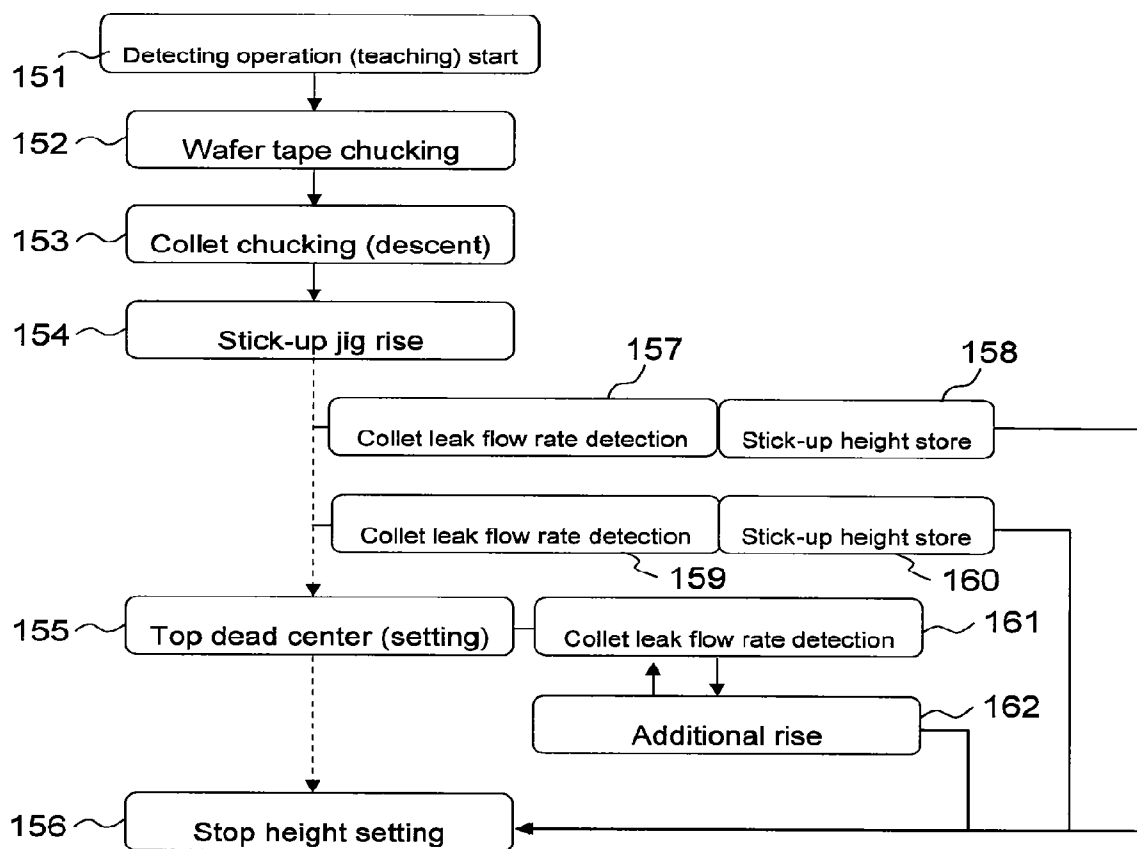 Detecting operation (teaching) start
151
152
Wafer tape chucking
153
Collet chucking (descent)
154
Stick-up jig rise
157
158
Collet leak flow rate detection
Stick-up height store
Collet leak flow rate detection
Stick-up height store
159
160
155
Top dead center (setting)
Collet leak flow rate detection
161
Additional rise
162
156
Stop height setting